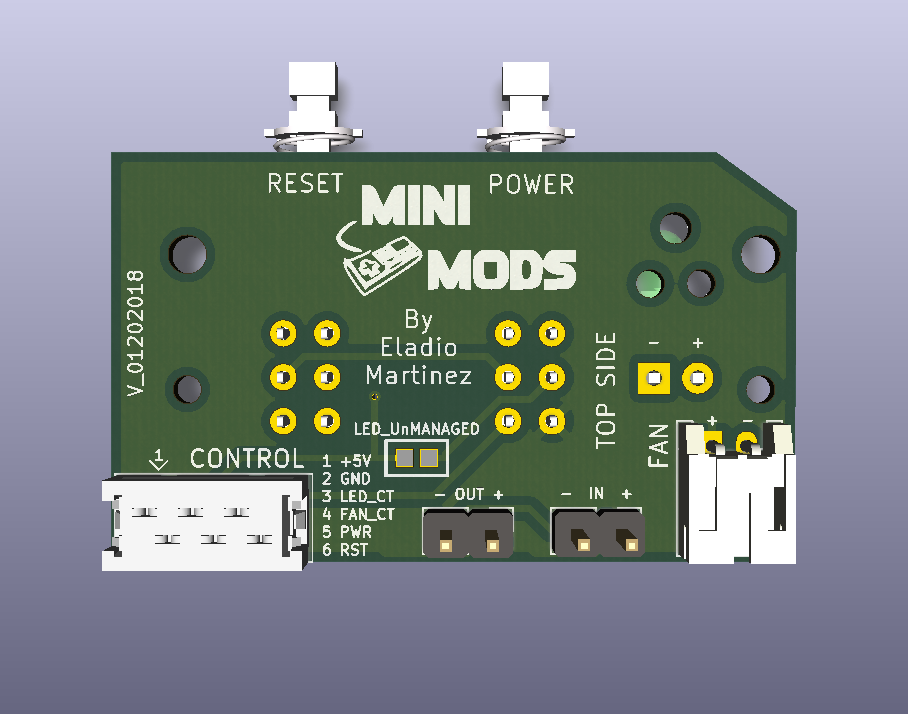 RESET
POWER
MINI
MODS
V_01202018
By
Eladio
Martinez
TOP SIDE
- +
LED_UnMANAGED
FAN
+ -
1
CONTROL
1 +5V
2 GND
3 LED_CT
4 FAN_CT
5 PWR
6 RST
- OUT +
- IN +